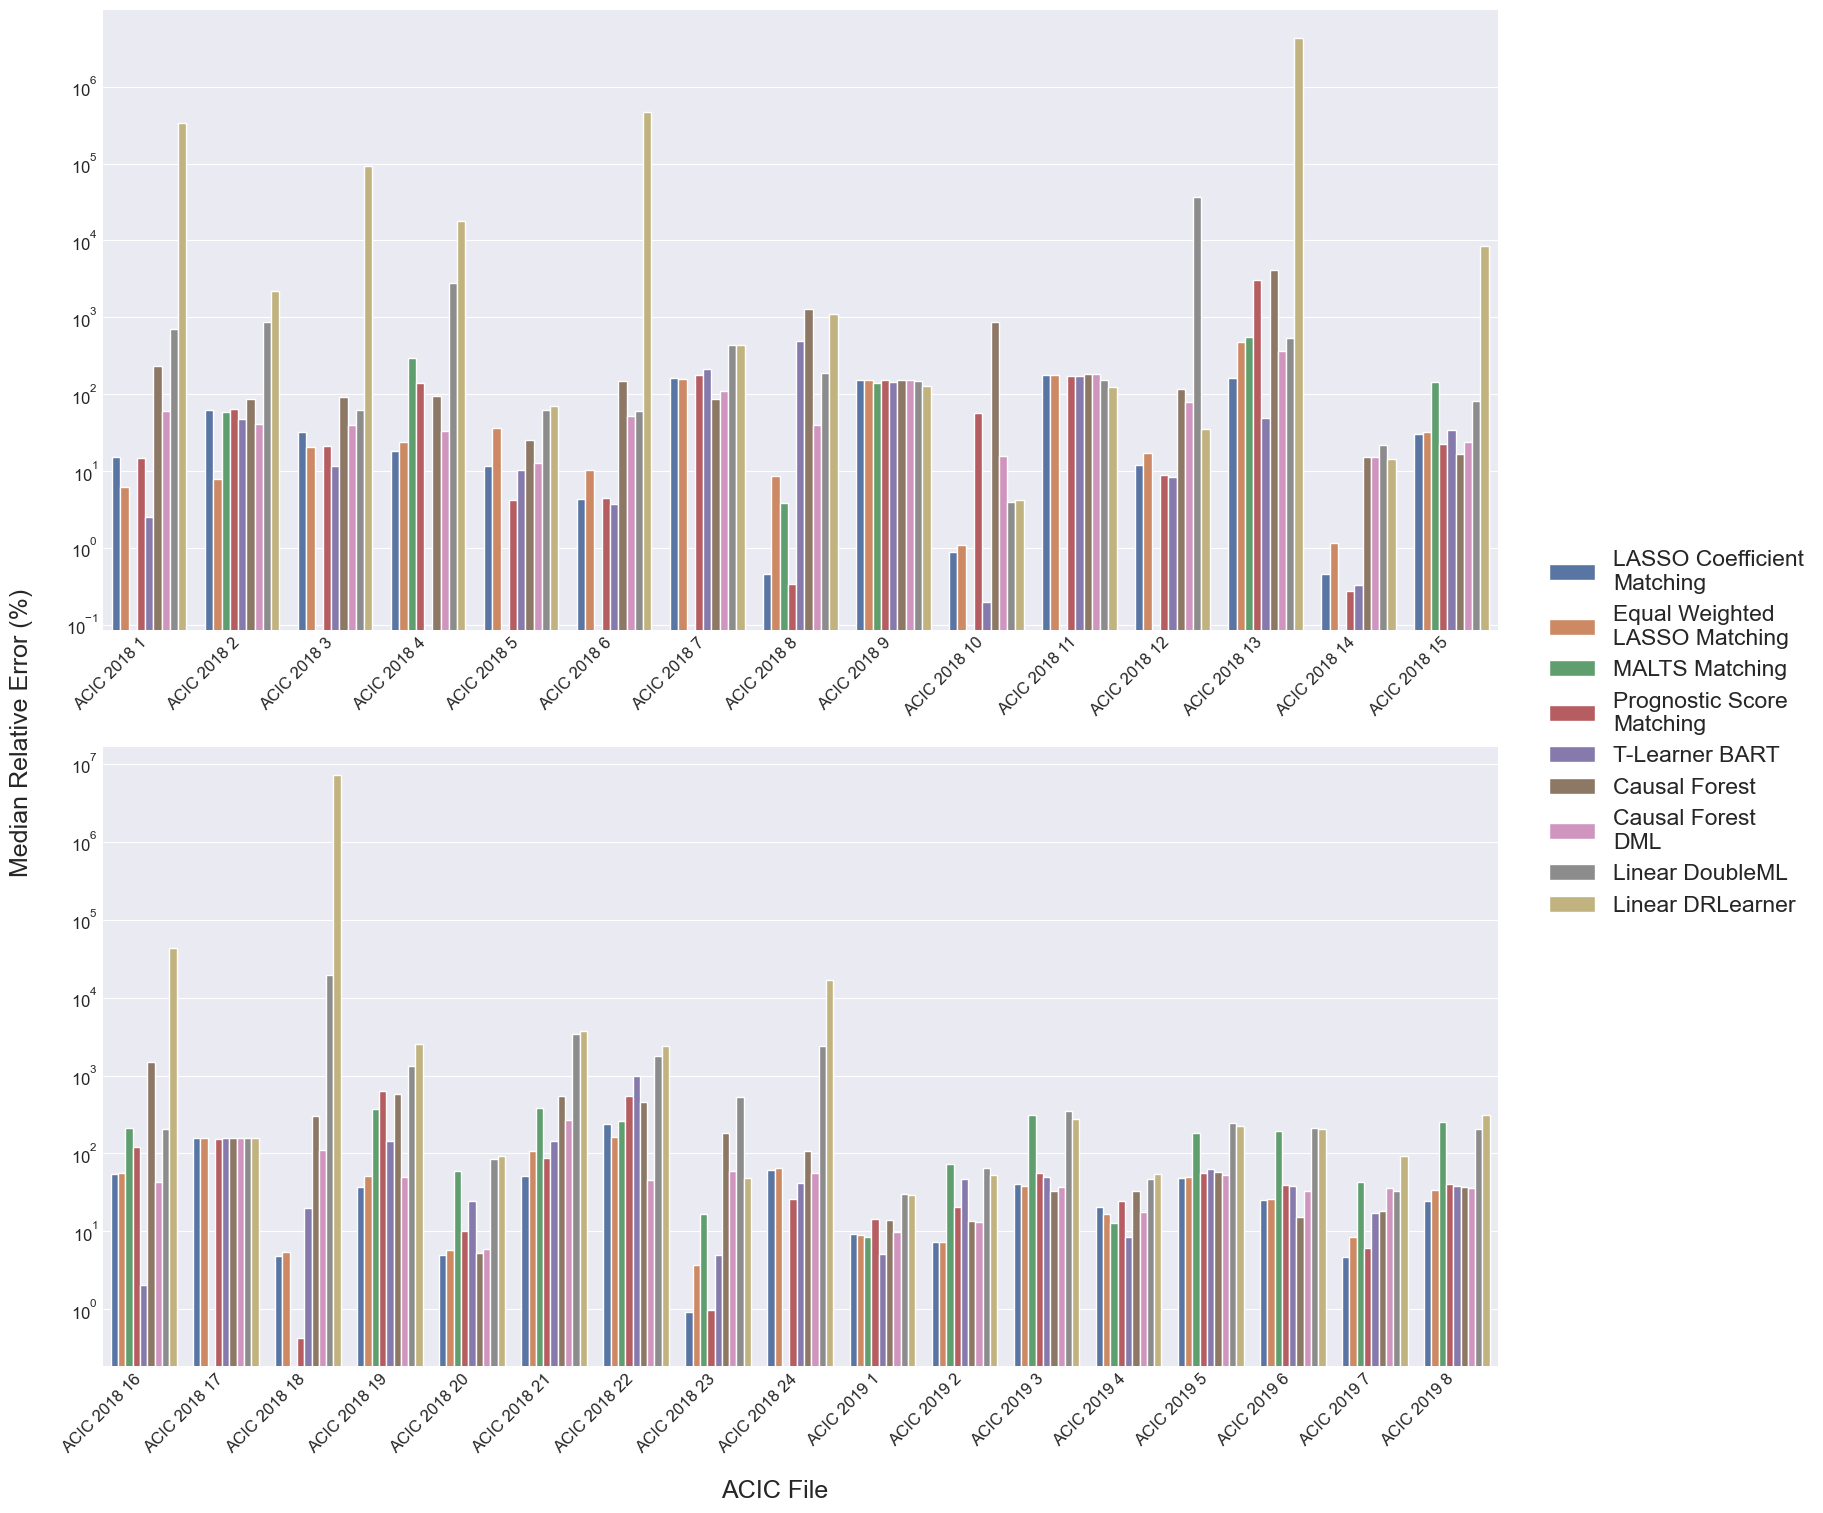 10^6
10^5
10^4
10^3
10^2
10^1
10^0
10^−1
ACIC 2018 1
ACIC 2018 2
ACIC 2018 3
ACIC 2018 4
ACIC 2018 5
ACIC 2018 6
ACIC 2018 7
ACIC 2018 8
ACIC 2018 9
ACIC 2018 10
ACIC 2018 11
ACIC 2018 12
ACIC 2018 13
ACIC 2018 14
ACIC 2018 15
Median Relative Error (%)
10^7
10^6
10^5
10^4
10^3
10^2
10^1
10^0
ACIC 2018 16
ACIC 2018 17
ACIC 2018 18
ACIC 2018 19
ACIC 2018 20
ACIC 2018 21
ACIC 2018 22
ACIC 2018 23
ACIC 2018 24
ACIC 2019 1
ACIC 2019 2
ACIC 2019 3
ACIC 2019 4
ACIC 2019 5
ACIC 2019 6
ACIC 2019 7
ACIC 2019 8
ACIC File
LASSO Coefficient
Matching
Equal Weighted
LASSO Matching
MALTS Matching
Prognostic Score
Matching
T-Learner BART
Causal Forest
Causal Forest
DML
Linear DoubleML
Linear DRLearner